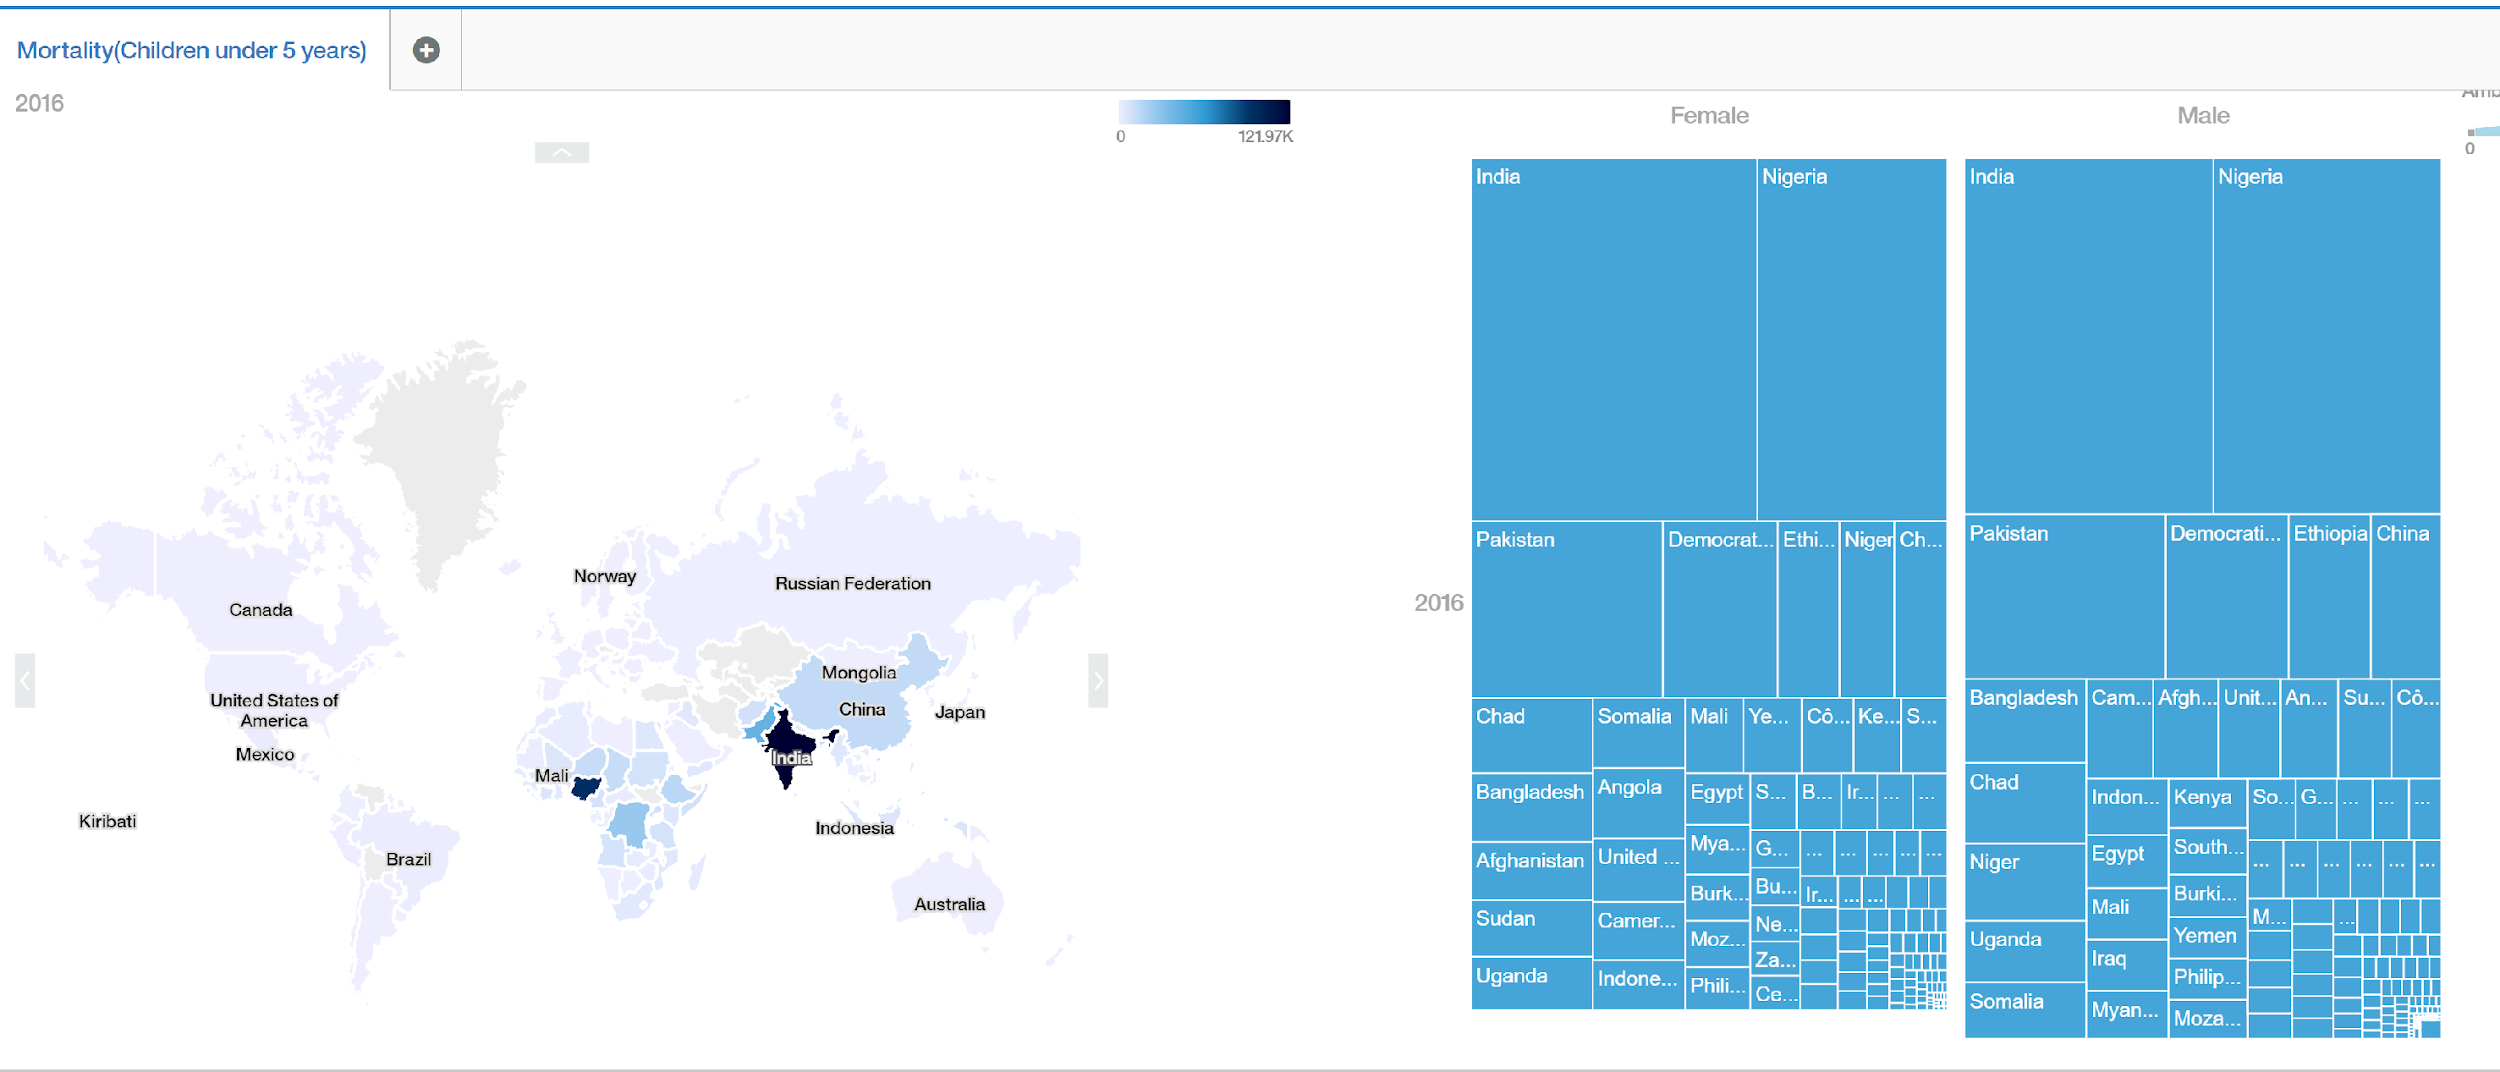 Mortality(Children under 5 years)
2016
0
121.97K
Norway
Russian Federation
Canada
Mongolia
United States of
America
China
Japan
Mexico
India
Mali
Kiribati
Indonesia
Brazil
Australia
Female
Male
0
2016
India
Nigeria
Pakistan
Democrat...
Ethi...
Niger
Ch...
Chad
Somalia
Mali
Ye...
Cô...
Ke...
S...
Bangladesh
Angola
Egypt
S...
B...
Ir...
...
...
Afghanistan
United ...
Mya...
G...
...
...
...
...
...
Sudan
Camer...
Burk...
Bu...
Ir...
...
...
Moz...
Ne...
Uganda
Indone...
Phili...
Za...
Ce...
India
Nigeria
Pakistan
Democrati...
Ethiopia
China
Bangladesh
Cam...
Afgh...
Unit...
An...
Su...
Cô...
Chad
Indon...
Kenya
So...
G...
...
...
...
Niger
Egypt
South...
...
...
...
...
...
...
Mali
Burki...
M...
...
Uganda
Iraq
Yemen
Somalia
Myan...
Philip...
Moza...